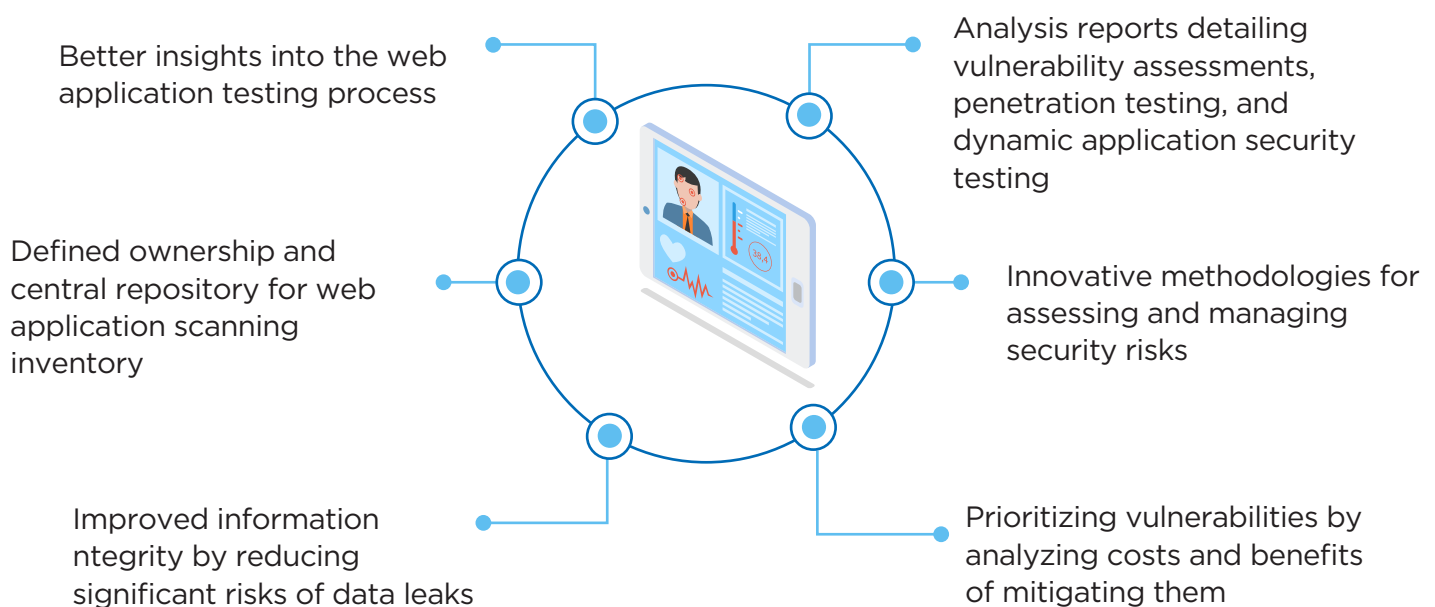 Better insights into the web
application testing process
Analysis reports detailing
vulnerability assessments,
penetration testing, and
dynamic application security
testing
Defined ownership and
central repository for web
application scanning
inventory
38,4
Innovative methodologies for
assessing and managing
security risks
Improved information
ntegrity by reducing
significant risks of data leaks
Prioritizing vulnerabilities by
analyzing costs and benefits
of mitigating them